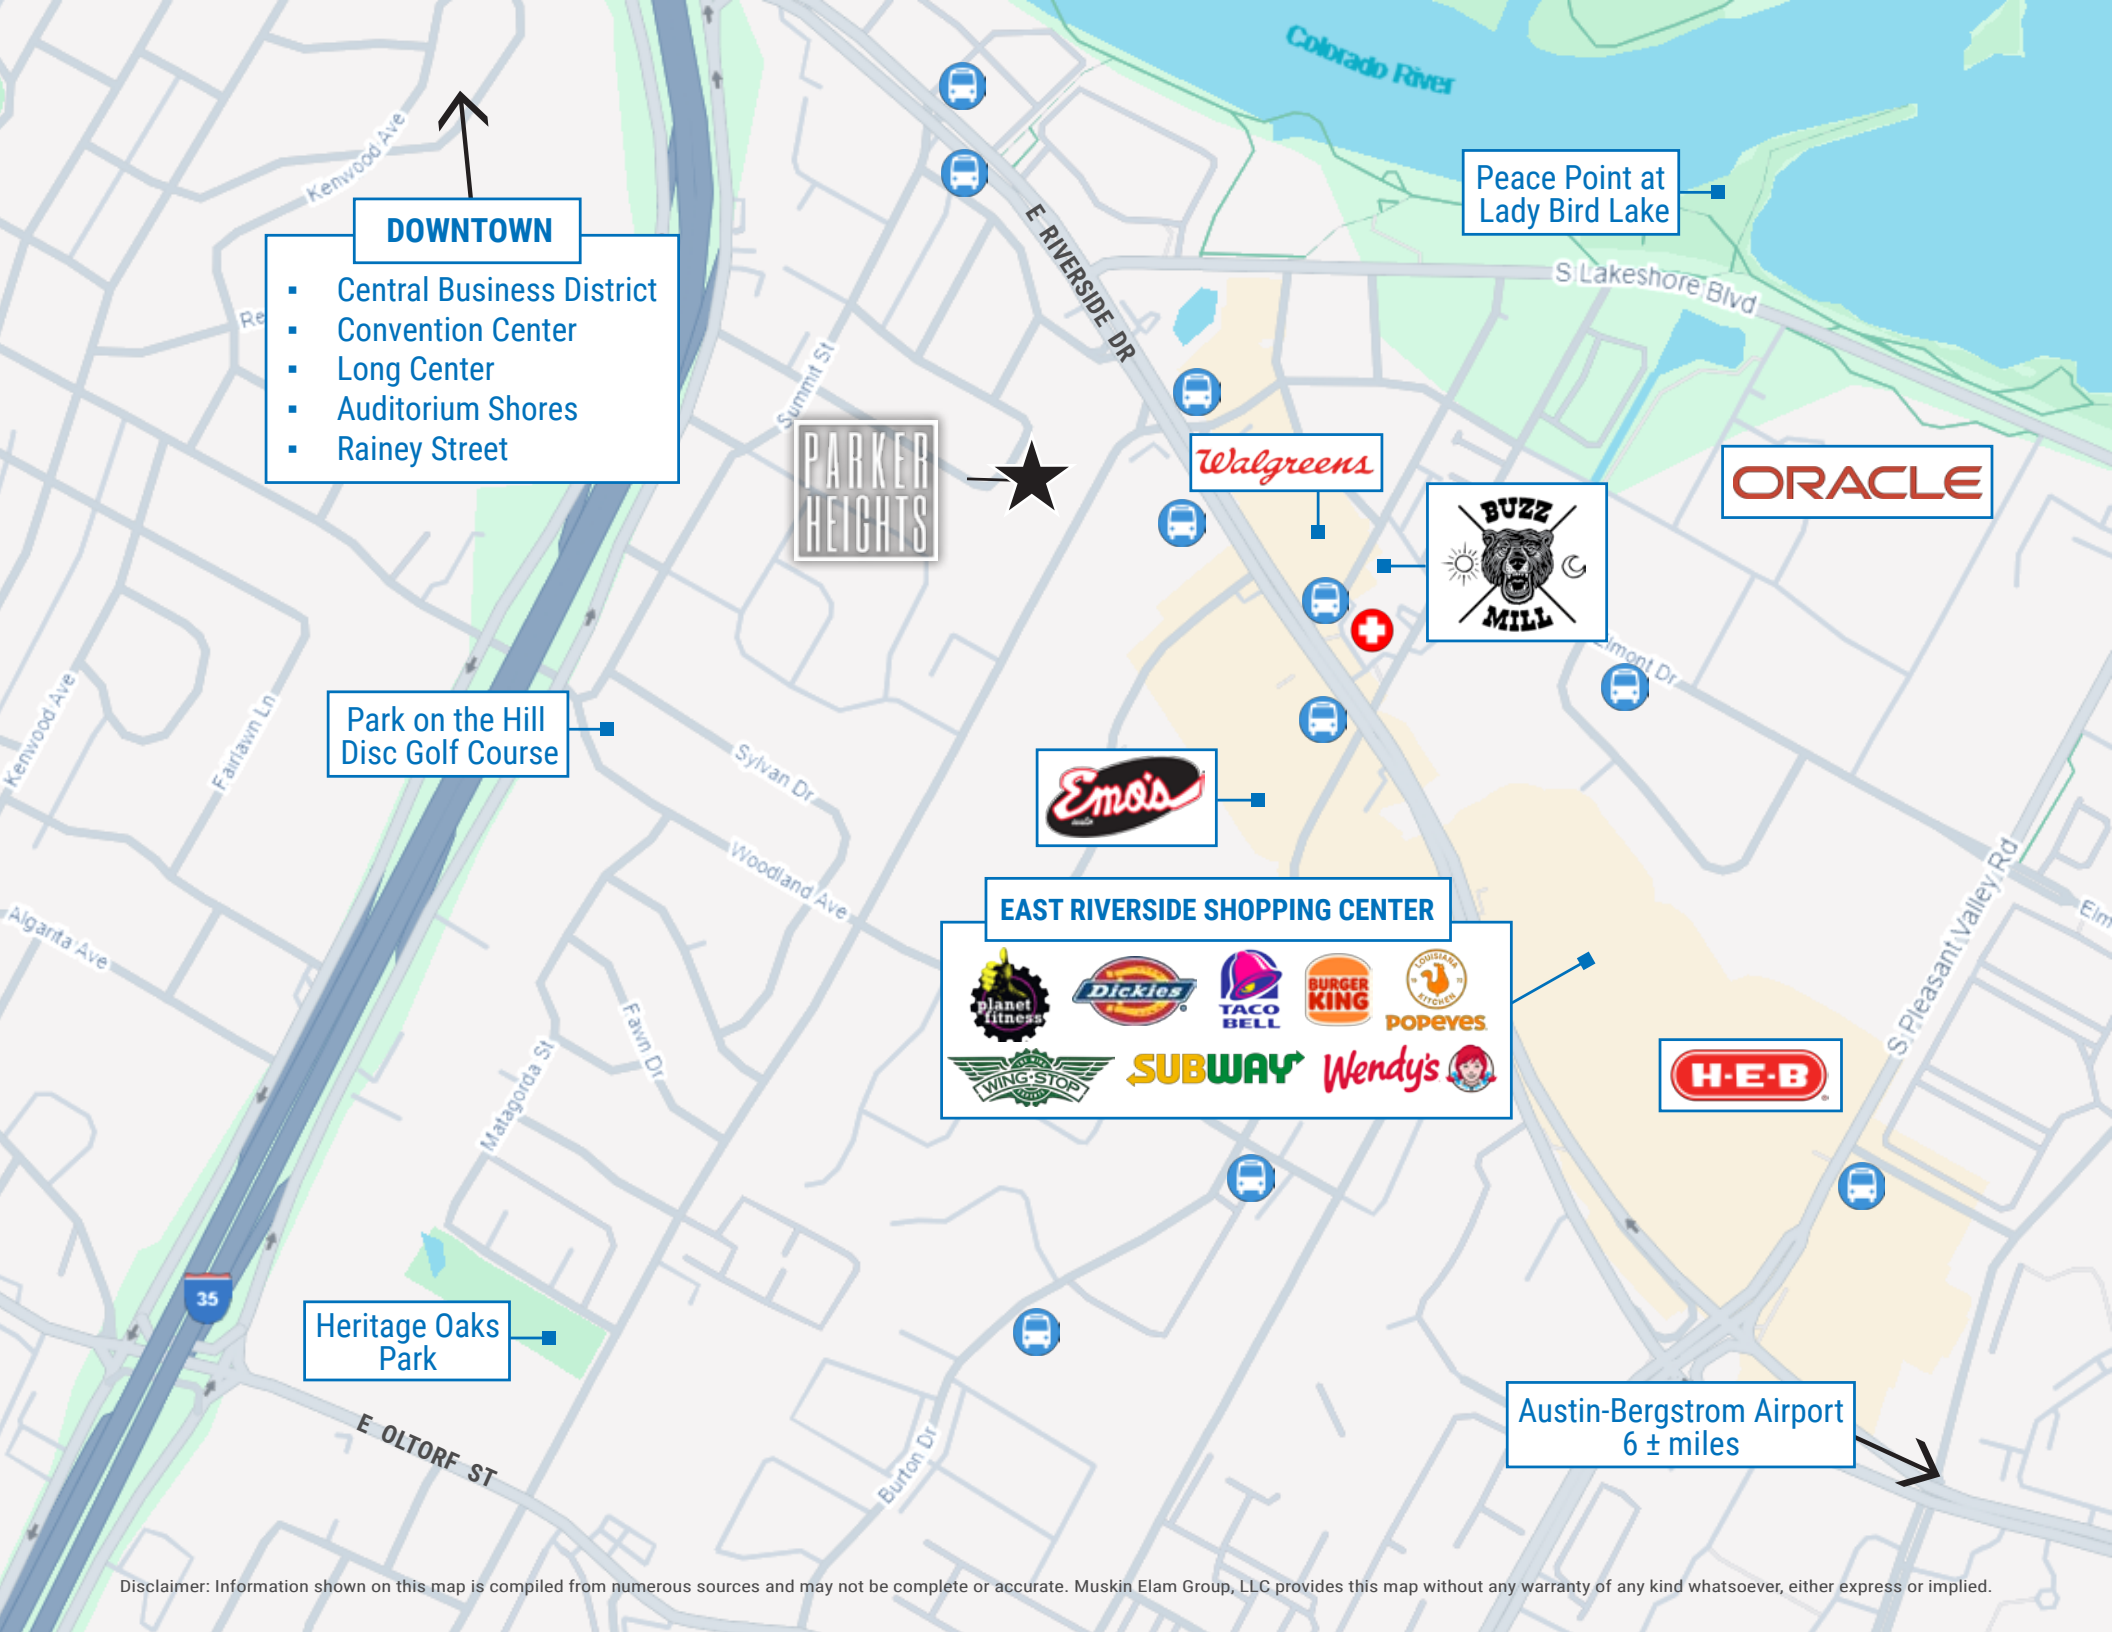 Colorado River
Kenwood Ave
Peace Point at
Lady Bird Lake
E RIVERSIDE DR
DOWNTOWN
Central Business District
Convention Center
Long Center
Auditorium Shores
Rainey Street
Re
S Lakeshore Blvd
Summit St
PARKER
HEIGHTS
Walgreens
ORACLE
BUZZ
MILL
Elmont Dr
Kenwood Ave
Fairlawn Ln
Park on the Hill
Disc Golf Course
Sylvan Dr
Emo's
Woodland Ave
S Pleasant Valley Rd
Elm
Algarita Ave
EAST RIVERSIDE SHOPPING CENTER
planet
fitness
Dickies
TACO
BELL
BURGER
KING
LOUISIANA
KITCHEN
POPEYES
WING·STOP
SUBWAY
Wendy's
Fawn Dr
Matagorda St
H-E-B
35
Heritage Oaks
Park
E OLTORF ST
Burton Dr
Austin-Bergstrom Airport
6 ± miles
Disclaimer: Information shown on this map is compiled from numerous sources and may not be complete or accurate. Muskin Elam Group, LLC provides this map without any warranty of any kind whatsoever, either express or implied.